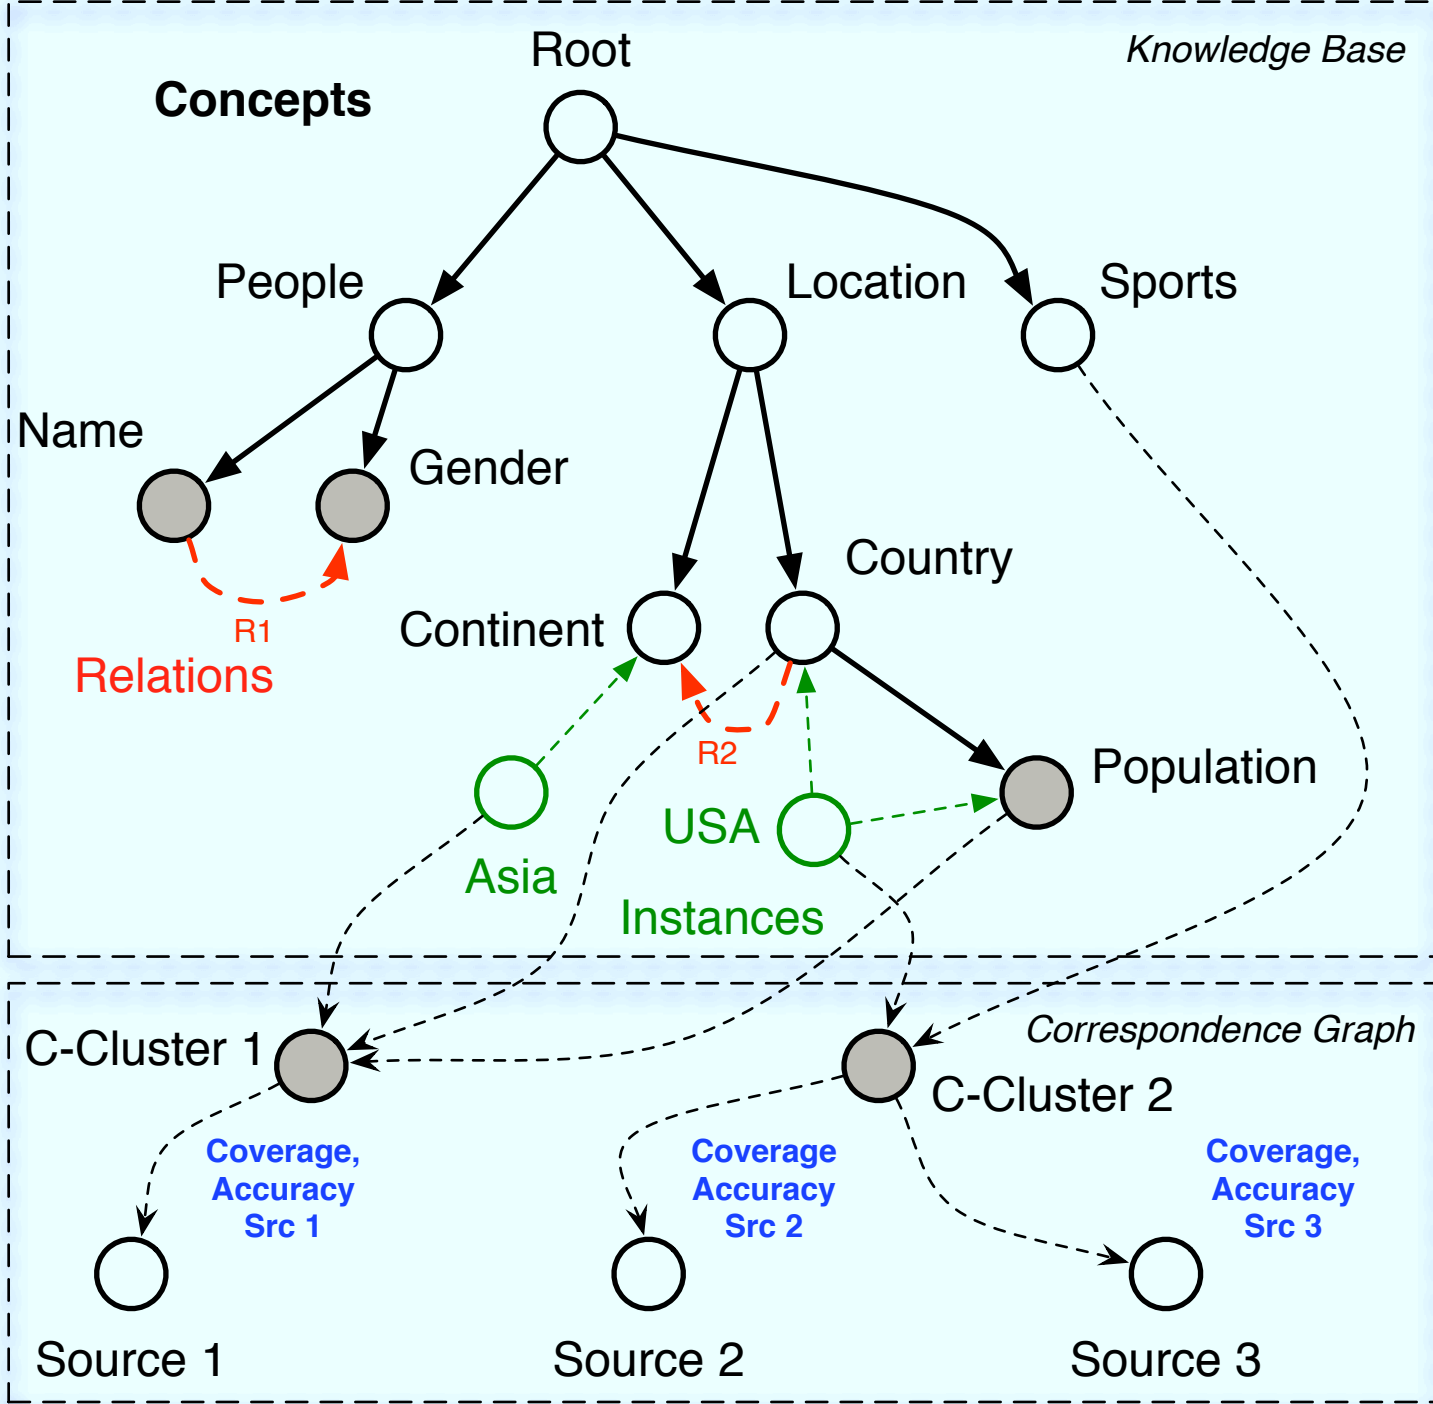 Root
Knowledge Base
Concepts
People
Location
Sports
Name
Gender
Country
Continent
R1
Relations
R2
Population
USA
Asia
Instances
Correspondence Graph
C-Cluster 1
C-Cluster 2
Coverage,
Accuracy
Src 1
Coverage
Accuracy
Src 2
Coverage,
Accuracy
Src 3
Source 1
Source 2
Source 3